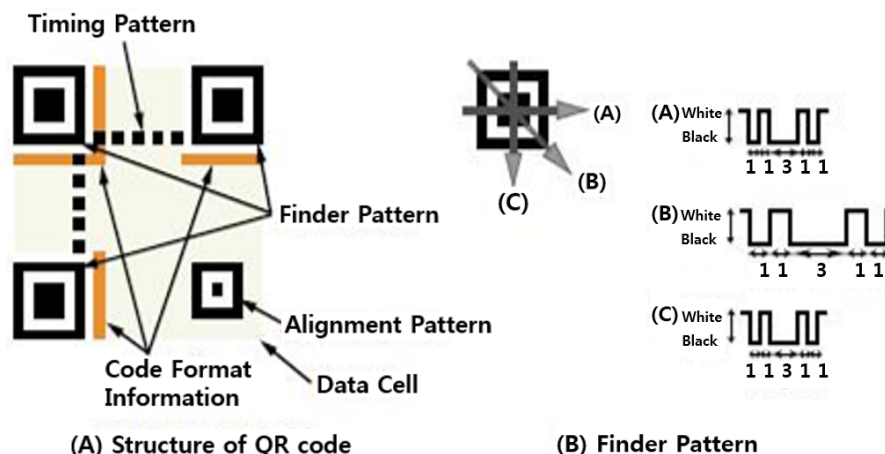 Timing Pattern
Finder Pattern
Alignment Pattern
Code Format
Information
Data Cell
(A) Structure of QR code
(A)
(B)
(C)
(A) White
Black
1 1 3 1 1
(B) White
Black
1 1 3 1 1
(C) White
Black
1 1 3 1 1
(B) Finder Pattern